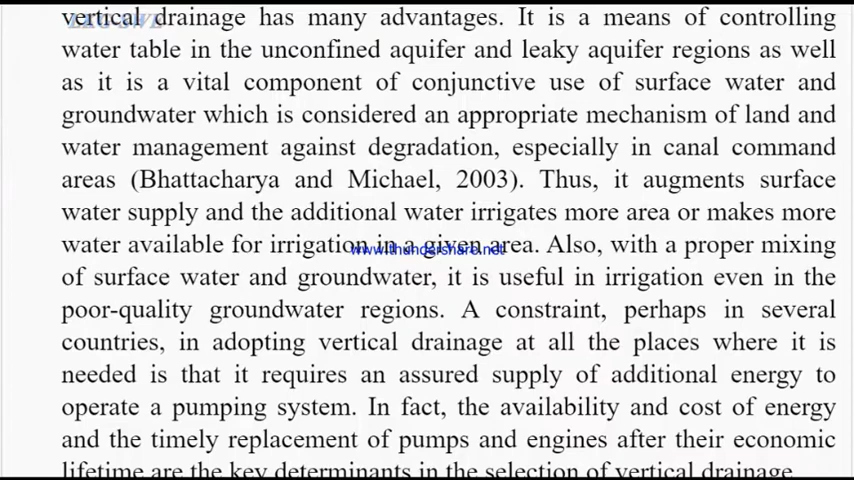 vertical drainage has many advantages. It is a means of controlling
water table in the unconfined aquifer and leaky aquifer regions as well
as it is a vital component of conjunctive use of surface water and
groundwater which is considered an appropriate mechanism of land and
water management against degradation, especially in canal command
areas (Bhattacharya and Michael, 2003). Thus, it augments surface
water supply and the additional water irrigates more area or makes more
water available for irrigation in a given area. Also, with a proper mixing
www.thundershare.net
of surface water and groundwater, it is useful in irrigation even in the
poor-quality groundwater regions. A constraint, perhaps in several
countries, in adopting vertical drainage at all the places where it is
needed is that it requires an assured supply of additional energy to
operate a pumping system. In fact, the availability and cost of energy
and the timely replacement of pumps and engines after their economic
lifetime are the key determinants in the selection of vertical drainage.